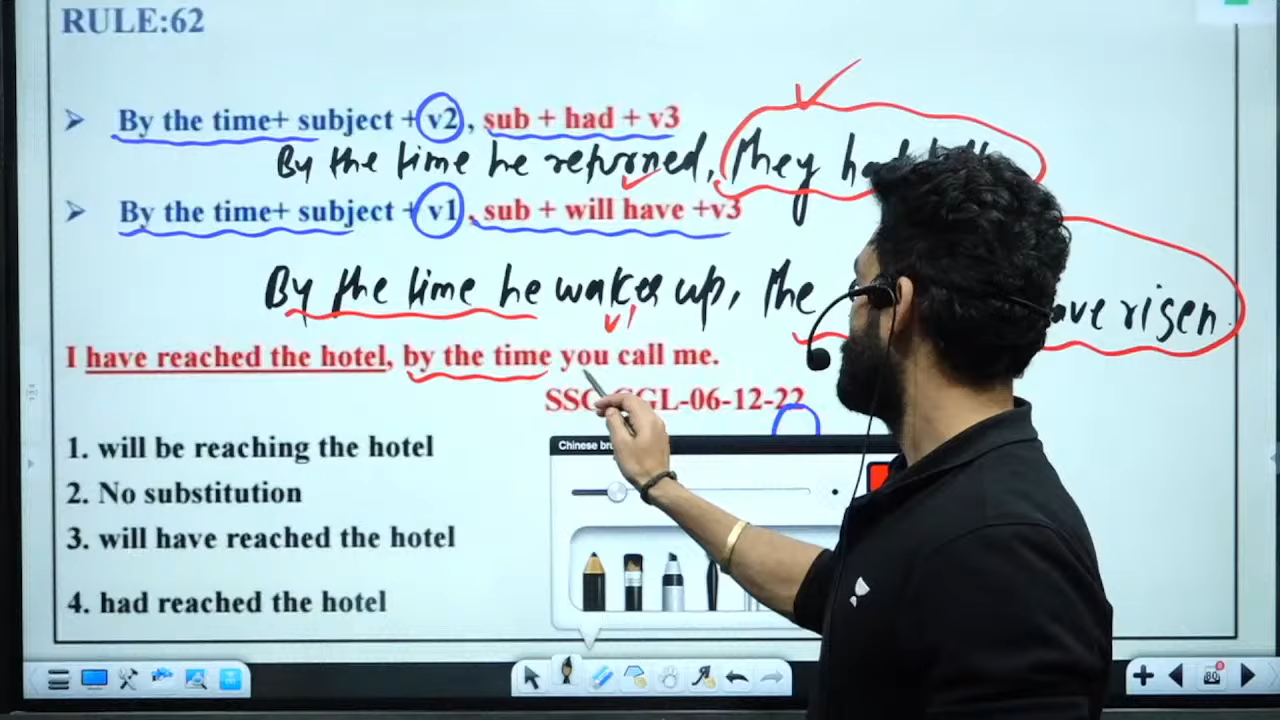 RULE:62
➤ By the time+ subject + v2 , sub + had + v3
By the time he returned, they
➤ By the time+ subject + v1 , sub + will have +v3
By the time he wakes up, the have risen.
I have reached the hotel, by the time you call me.
SSC CGL-06-12-22
1. will be reaching the hotel
Chinese
2. No substitution
3. will have reached the hotel
4. had reached the hotel
80